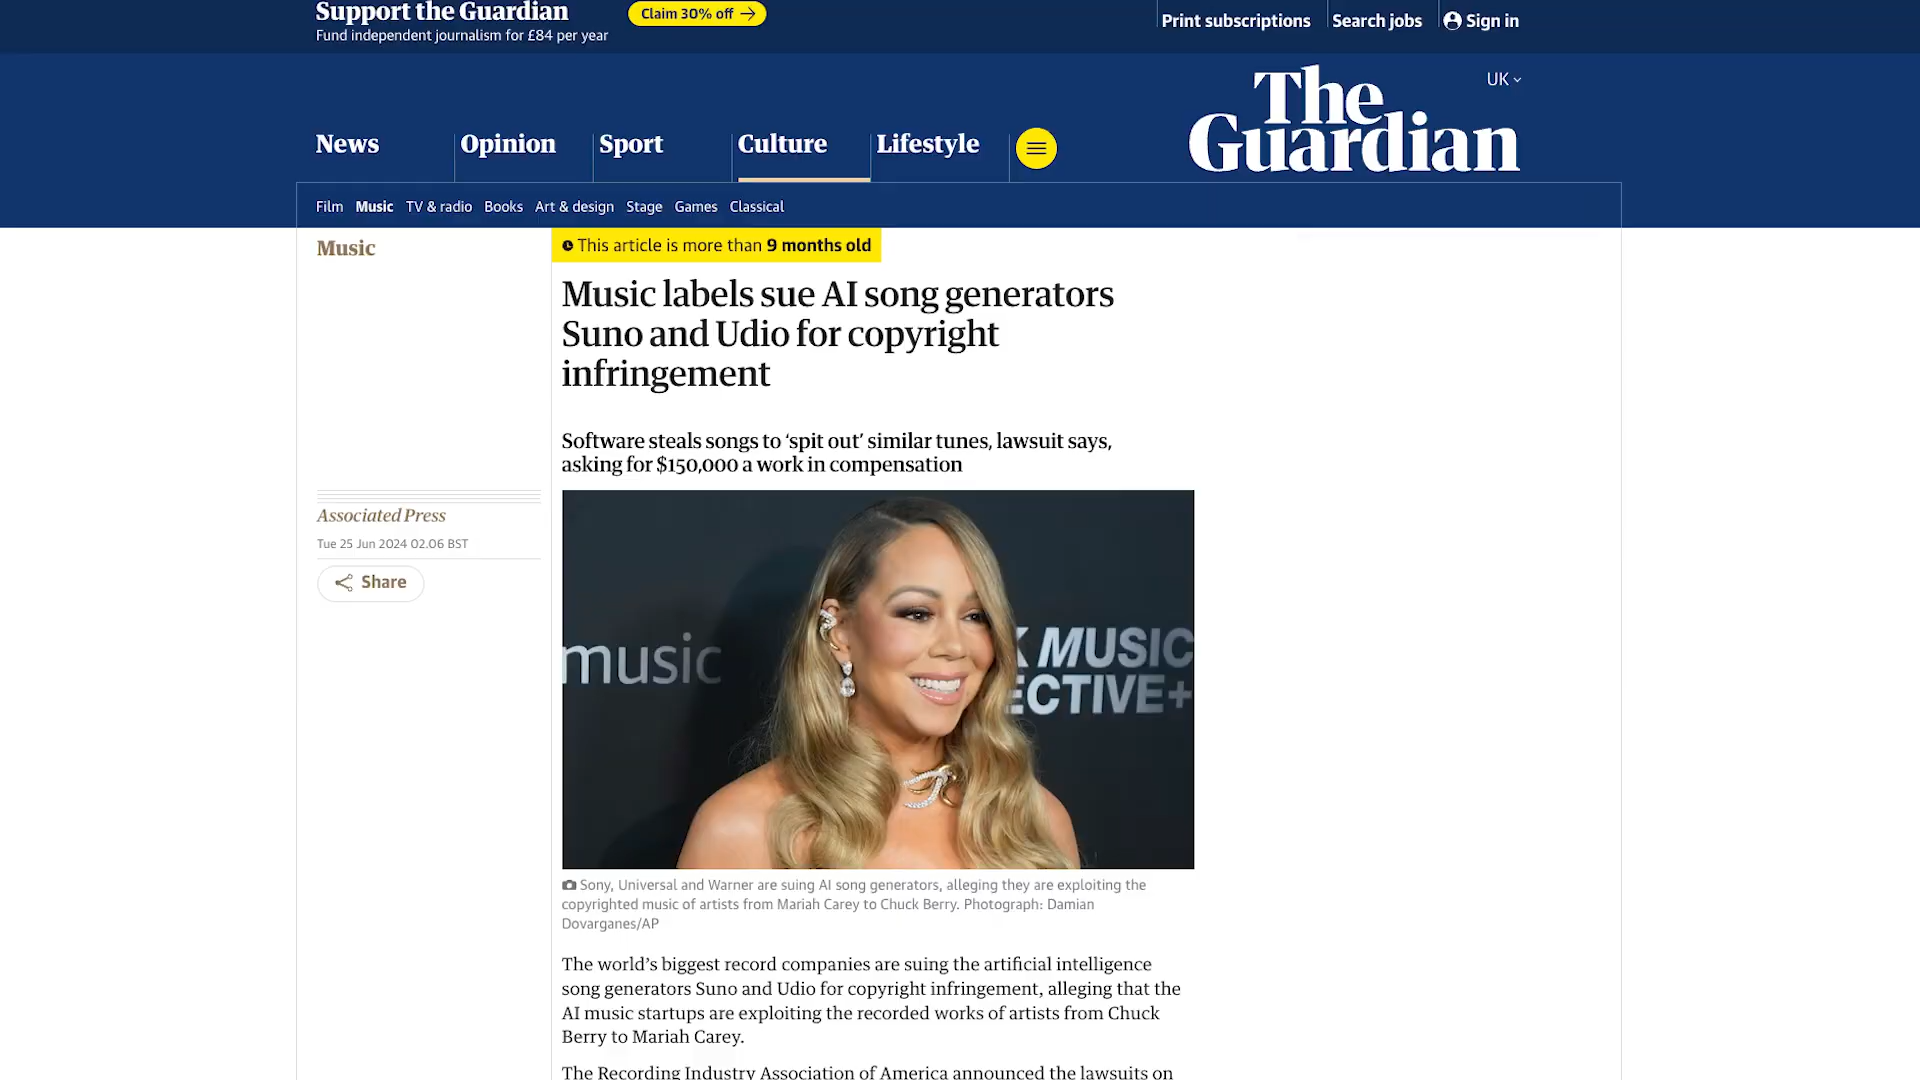 Support the Guardian
Fund independent journalism for £84 per year
Claim 30% off
Print subscriptions
Search jobs
Sign in
UK
The
Guardian
News
Opinion
Sport
Culture
Lifestyle
Film
Music
TV & radio
Books
Art & design
Stage
Games
Classical
Music
This article is more than 9 months old
Music labels sue AI song generators
Suno and Udio for copyright
infringement
Software steals songs to ‘spit out’ similar tunes, lawsuit says,
asking for $150,000 a work in compensation
Associated Press
Tue 25 Jun 2024 02.06 BST
Share
music
K MUSIC
ECTIVE+
Sony, Universal and Warner are suing AI song generators, alleging they are exploiting the
copyrighted music of artists from Mariah Carey to Chuck Berry. Photograph: Damian
Dovarganes/AP
The world’s biggest record companies are suing the artificial intelligence
song generators Suno and Udio for copyright infringement, alleging that the
AI music startups are exploiting the recorded works of artists from Chuck
Berry to Mariah Carey.
The Recording Industry Association of America announced the lawsuits on